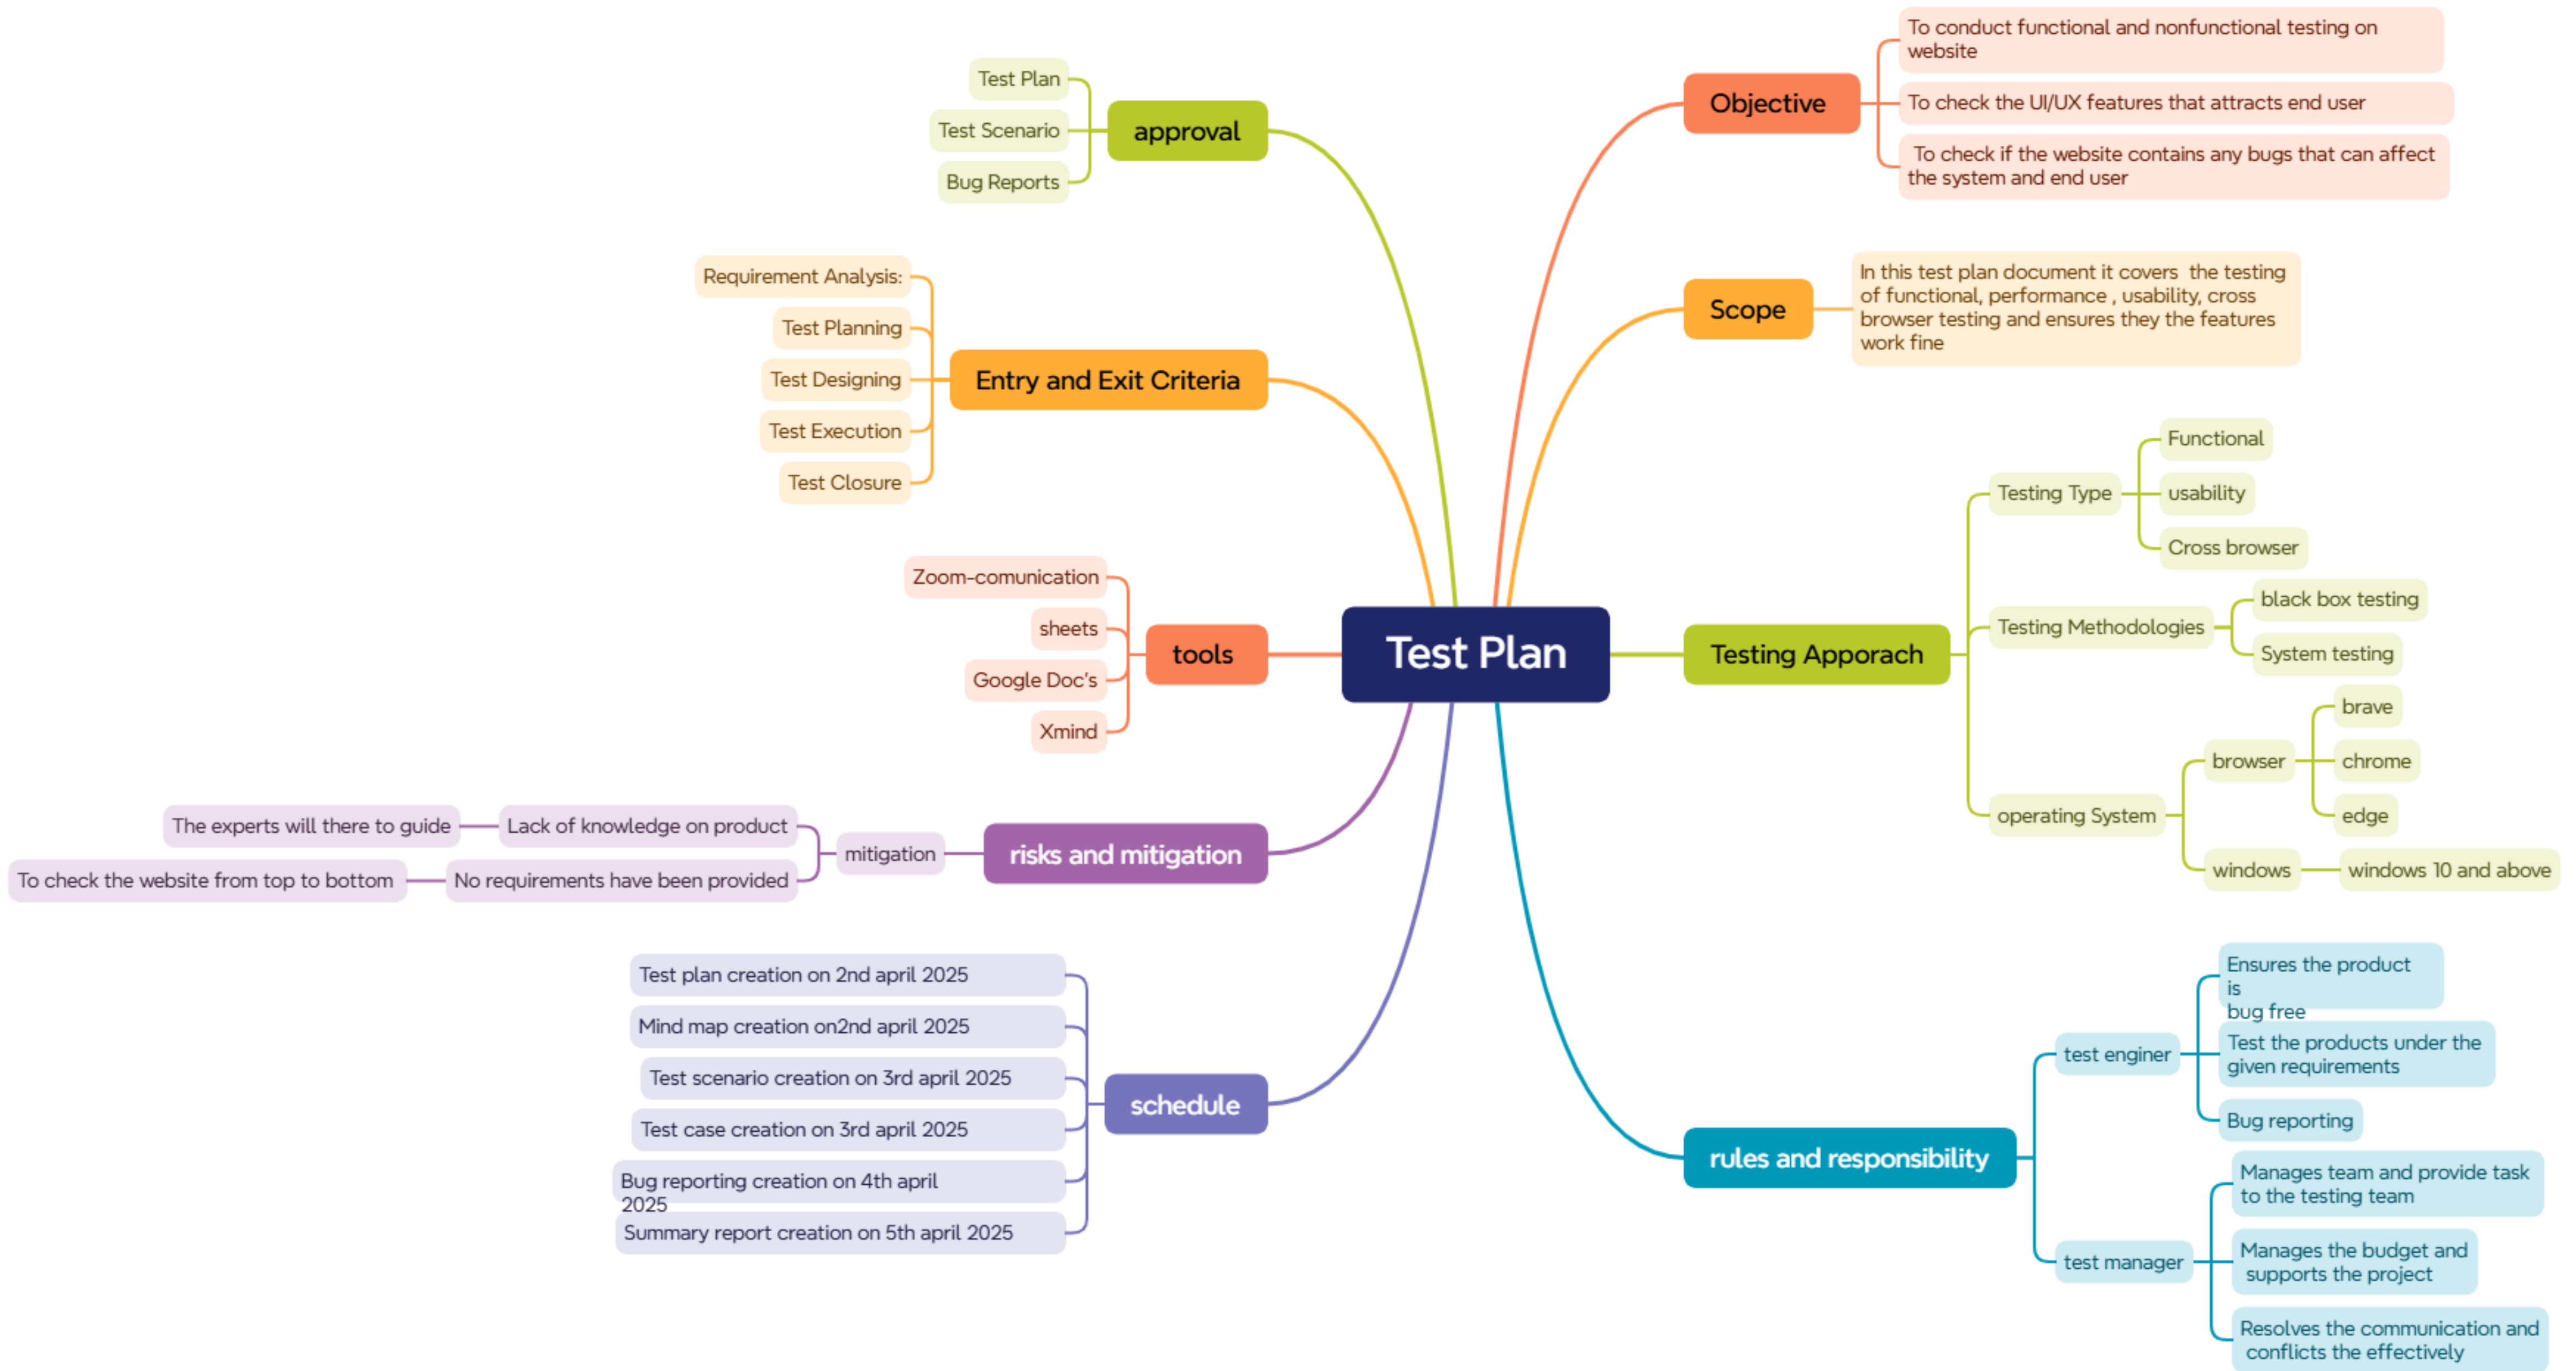 Test Plan
Objective
To conduct functional and nonfunctional testing on
website
To check the UI/UX features that attracts end user
To check if the website contains any bugs that can affect
the system and end user
Scope
In this test plan document it covers the testing
of functional, performance , usability, cross
browser testing and ensures they the features
work fine
Testing Apporach
Testing Type
Functional
usability
Cross browser
Testing Methodologies
black box testing
System testing
operating System
browser
brave
chrome
edge
windows
windows 10 and above
rules and responsibility
test enginer
Ensures the product
is
bug free
Test the products under the
given requirements
Bug reporting
test manager
Manages team and provide task
to the testing team
Manages the budget and
supports the project
Resolves the communication and
conflicts the effectively
approval
Test Plan
Test Scenario
Bug Reports
Entry and Exit Criteria
Requirement Analysis:
Test Planning
Test Designing
Test Execution
Test Closure
tools
Zoom-comunication
sheets
Google Doc's
Xmind
risks and mitigation
mitigation
Lack of knowledge on product
The experts will there to guide
No requirements have been provided
To check the website from top to bottom
schedule
Test plan creation on 2nd april 2025
Mind map creation on2nd april 2025
Test scenario creation on 3rd april 2025
Test case creation on 3rd april 2025
Bug reporting creation on 4th april
2025
Summary report creation on 5th april 2025